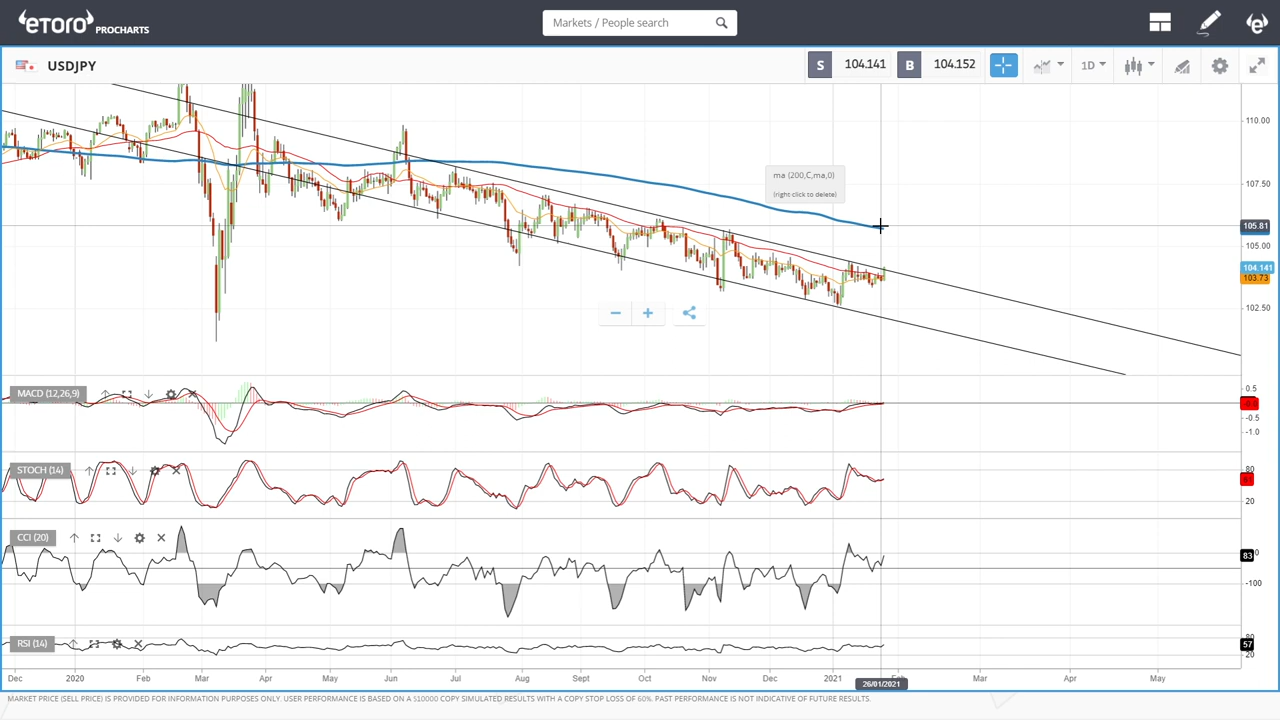 eToro PROCHARTS
Markets / People search
USDJPY
S 104.141 B 104.152
1D
ma (200,C,ma,0)
(right click to delete)
110.00
107.50
105.81
105.00
104.141
103.73
102.50
MACD (12,26,9)
0.5
-0.5
-1.0
STOCH (14)
80
20
CCI (20)
83
-100
RSI (14)
80
57
20
Dec 2020 Feb Mar Apr May Jun Jul Aug Sept Oct Nov Dec 2021 Feb Mar Apr May
26/01/2021
MARKET PRICE (SELL PRICE) IS PROVIDED FOR INFORMATION PURPOSES ONLY. USER PERFORMANCE IS BASED ON A $10000 COPY SIMULATED RESULTS WITH A COPY STOP LOSS OF 60%. PAST PERFORMANCE IS NOT INDICATIVE OF FUTURE RESULTS.